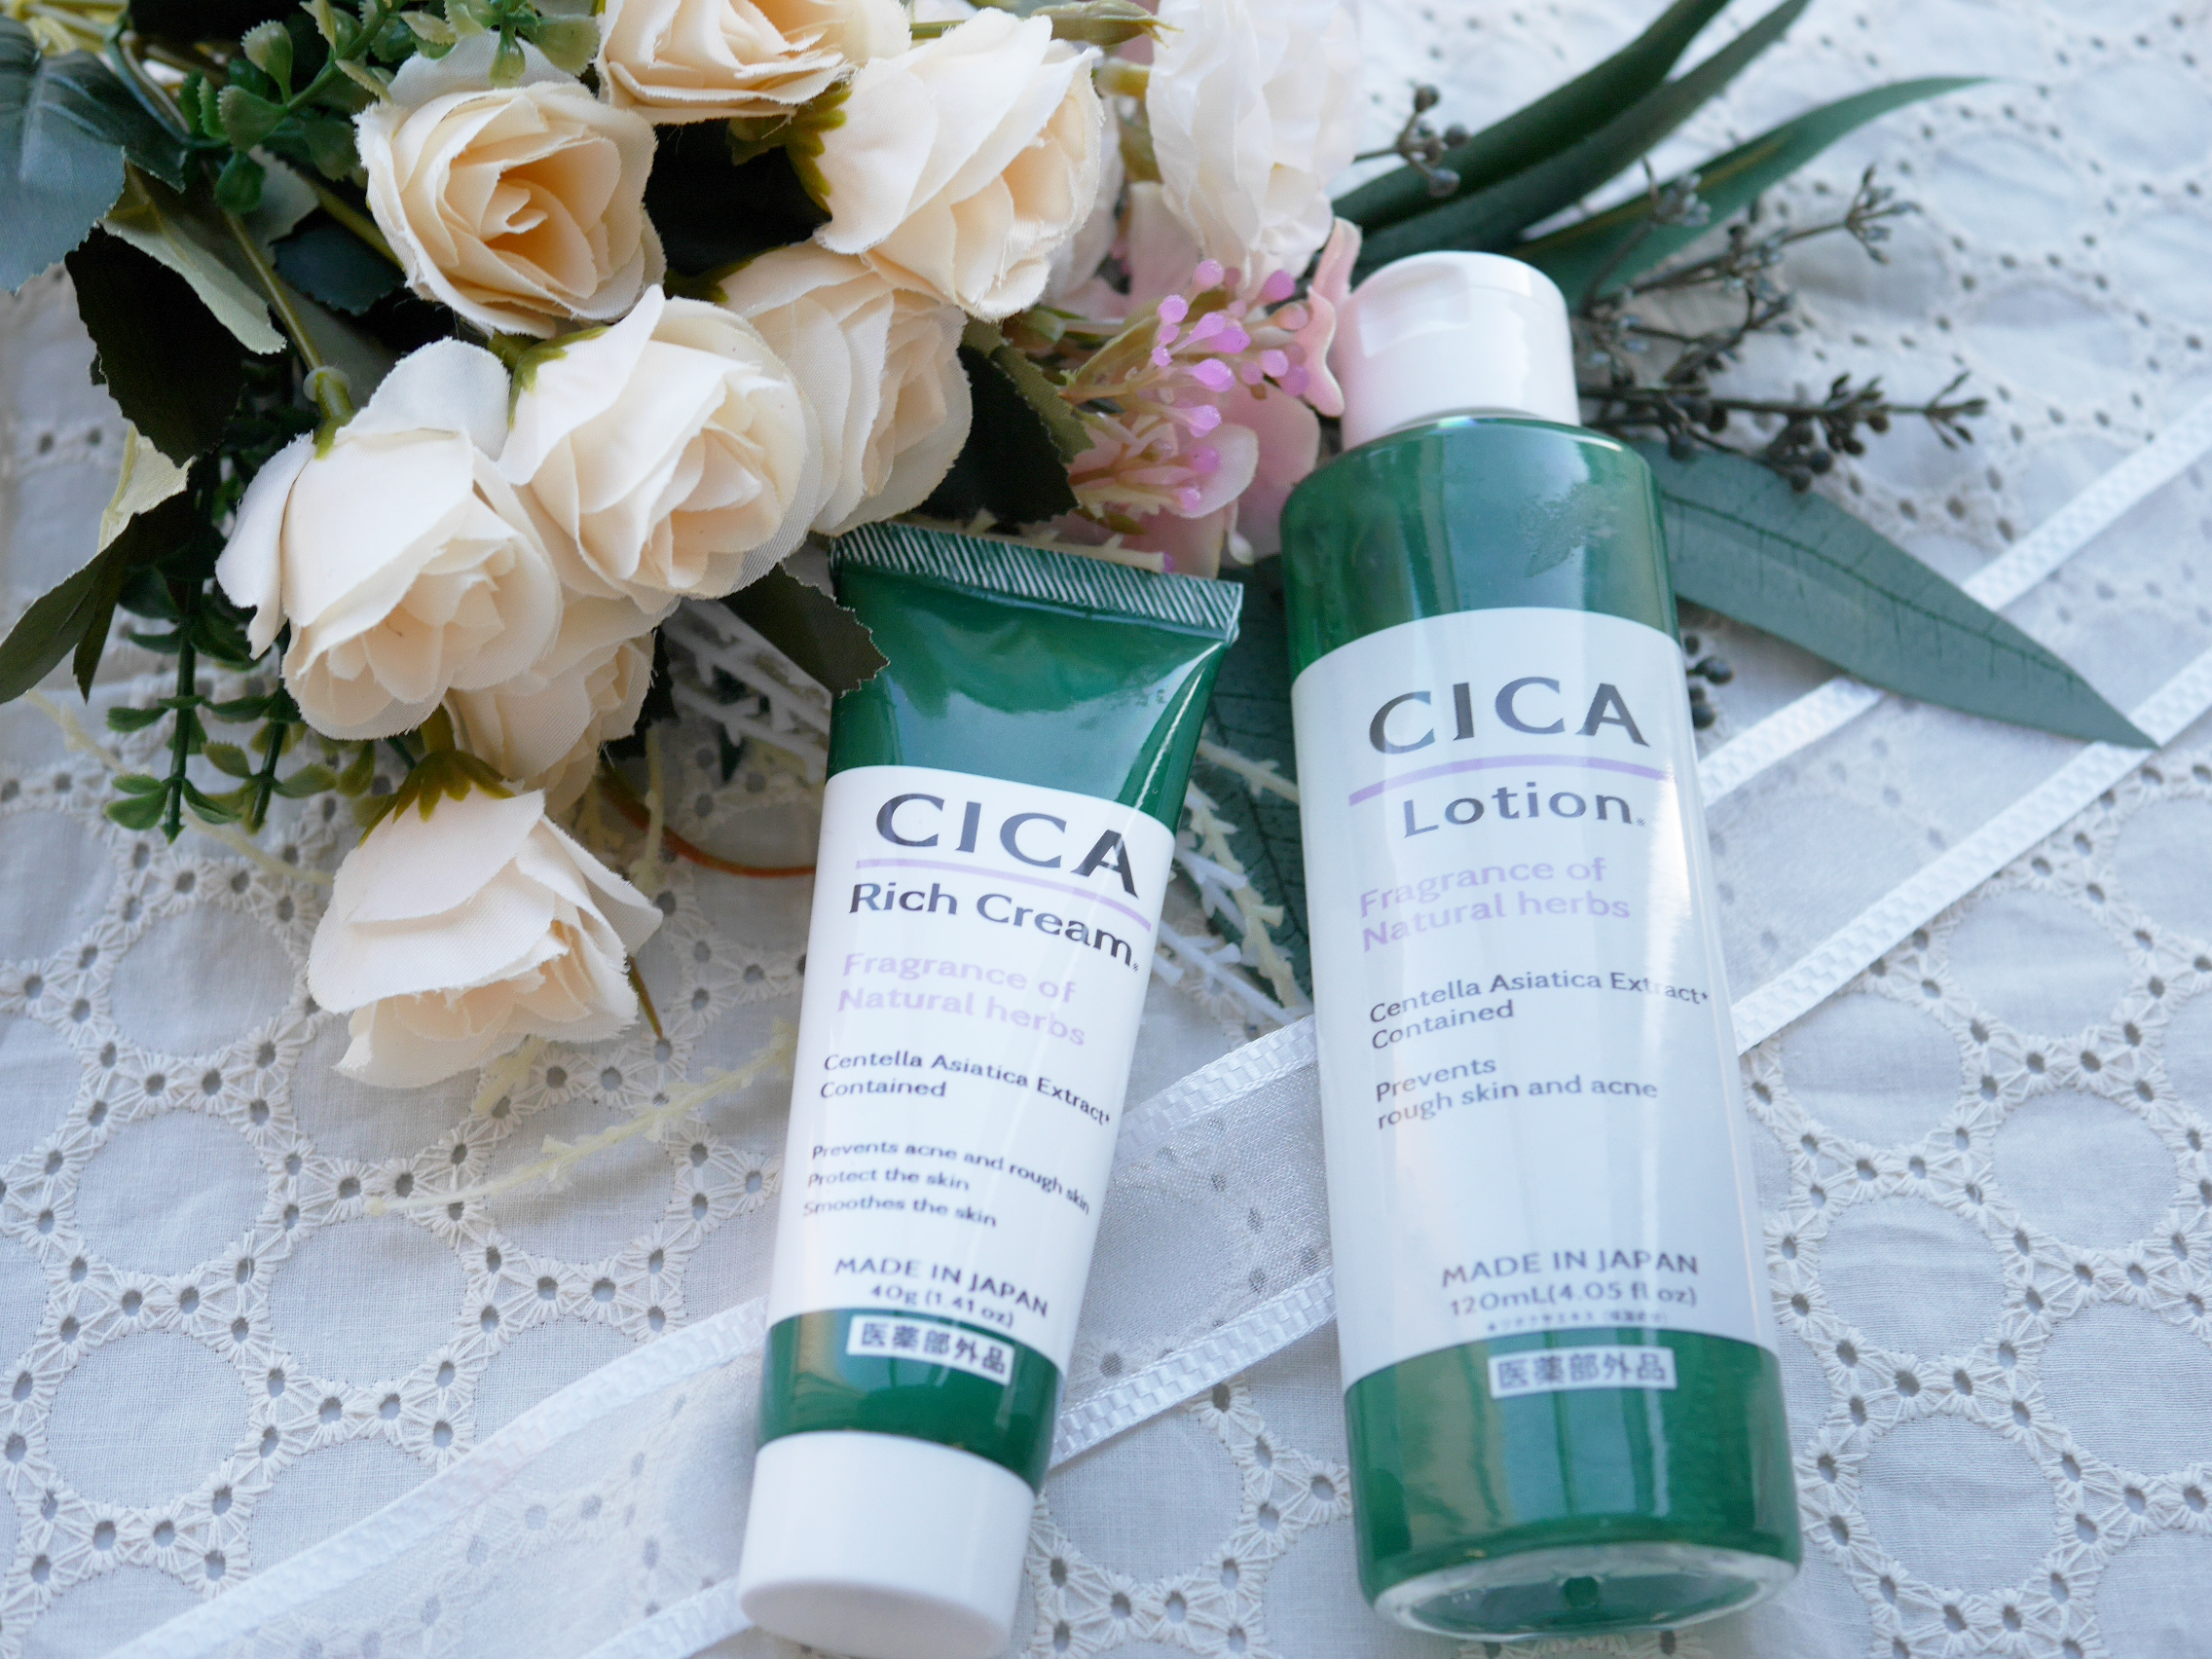 CICA
Rich Cream*
Fragrance of
Natural herbs
Centella Asiatica Extract*
Contained
Prevents acne and rough skin
Protect the skin
Smoothes the skin
MADE IN JAPAN
40g (1.41 oz)
医薬部外品
CICA
Lotion*
Fragrance of
Natural herbs
Centella Asiatica Extract*
Contained
Prevents
rough skin and acne
MADE IN JAPAN
120mL(4.05 fl oz)
医薬部外品